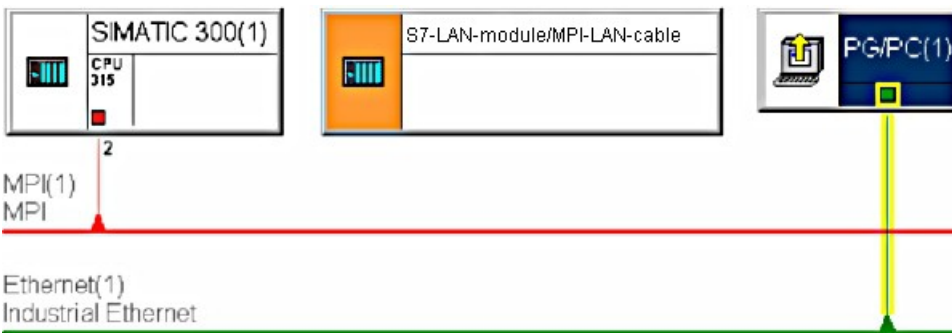 SIMATIC 300(1)
CPU
315
2
S7-LAN-module/MPI-LAN-cable
PG/PC(1)
MPI(1)
MPI
Ethernet(1)
Industrial Ethernet